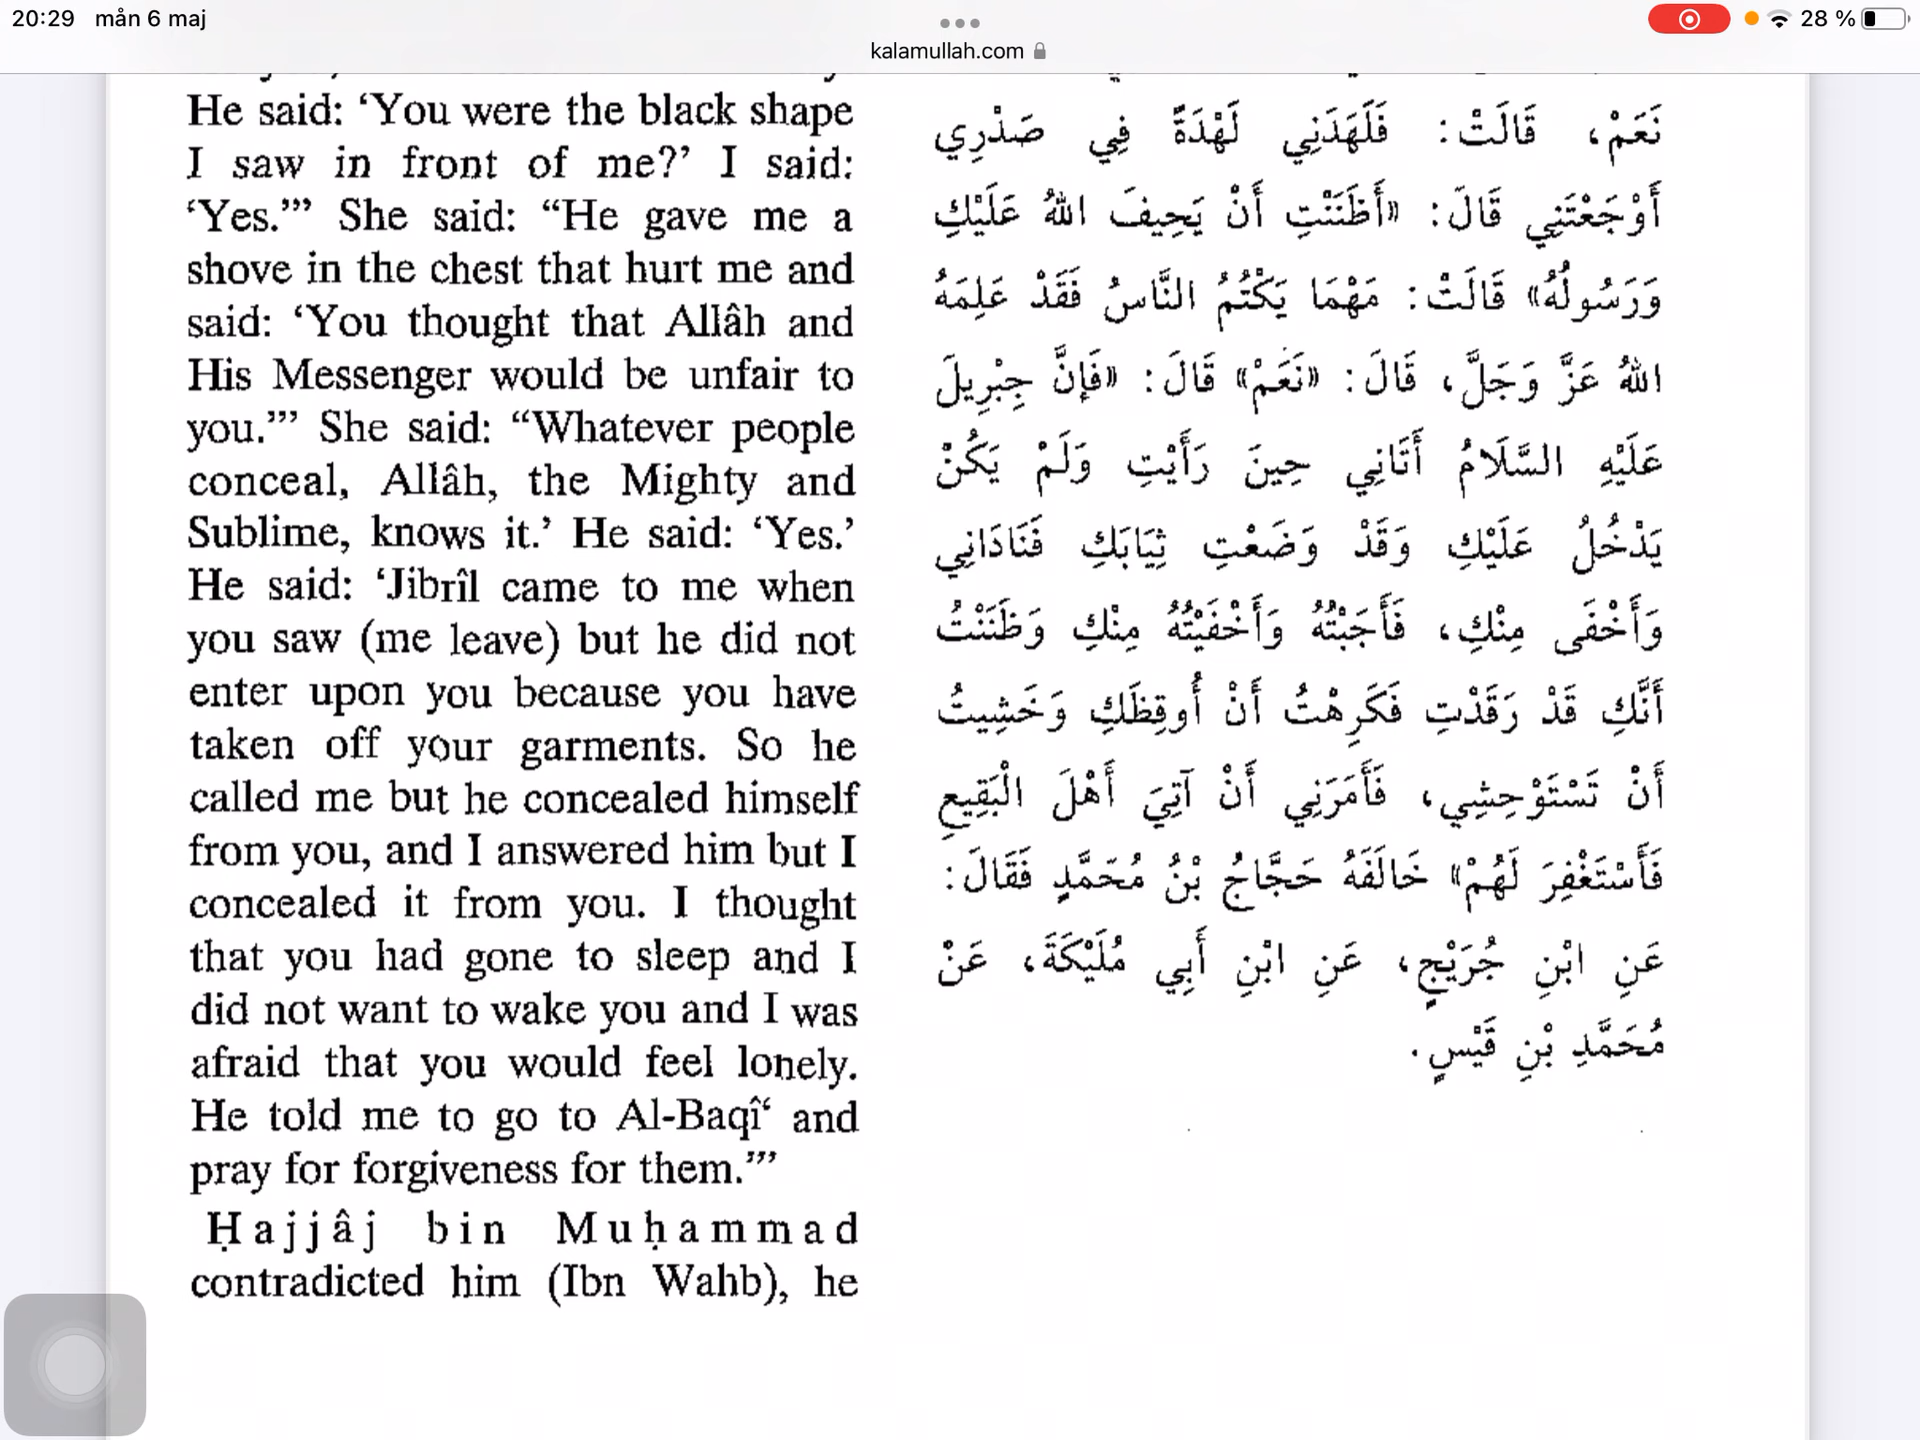 20:29 mån 6 maj
28 %
kalamullah.com
He said: ‘You were the black shape
I saw in front of me?’ I said:
‘Yes.’” She said: “He gave me a
shove in the chest that hurt me and
said: ‘You thought that Allâh and
His Messenger would be unfair to
you.’” She said: “Whatever people
conceal, Allâh, the Mighty and
Sublime, knows it.’ He said: ‘Yes.’
He said: ‘Jibrîl came to me when
you saw (me leave) but he did not
enter upon you because you have
taken off your garments. So he
called me but he concealed himself
from you, and I answered him but I
concealed it from you. I thought
that you had gone to sleep and I
did not want to wake you and I was
afraid that you would feel lonely.
He told me to go to Al-Baqî‘ and
pray for forgiveness for them.’”
Ḥajjâj bin Muḥammad
contradicted him (Ibn Wahb), he
نَعَمْ، قَالَتْ: فَلَهَدَنِي لَهْدَةً فِي صَدْرِي
أَوْجَعَتْنِي قَالَ: «أَظَنَنْتِ أَنْ يَحِيفَ اللهُ عَلَيْكِ
وَرَسُولُهُ» قَالَتْ: مَهْمَا يَكْتُمُ النَّاسُ فَقَدْ عَلِمَهُ
اللهُ عَزَّ وَجَلَّ، قَالَ: «نَعَمْ» قَالَ: «فَإِنَّ جِبْرِيلَ
عَلَيْهِ السَّلَامُ أَتَانِي حِينَ رَأَيْتِ وَلَمْ يَكُنْ
يَدْخُلُ عَلَيْكِ وَقَدْ وَضَعْتِ ثِيَابَكِ فَنَادَانِي
وَأَخْفَى مِنْكِ، فَأَجَبْتُهُ وَأَخْفَيْتُهُ مِنْكِ وَظَنَنْتُ
أَنَّكِ قَدْ رَقَدْتِ فَكَرِهْتُ أَنْ أُوقِظَكِ وَخَشِيتُ
أَنْ تَسْتَوْحِشِي، فَأَمَرَنِي أَنْ آتِيَ أَهْلَ الْبَقِيعِ
فَأَسْتَغْفِرَ لَهُمْ» خَالَفَهُ حَجَّاجُ بْنُ مُحَمَّدٍ فَقَالَ:
عَنِ ابْنِ جُرَيْجٍ، عَنِ ابْنِ أَبِي مُلَيْكَةَ، عَنْ
مُحَمَّدِ بْنِ قَيْسٍ.